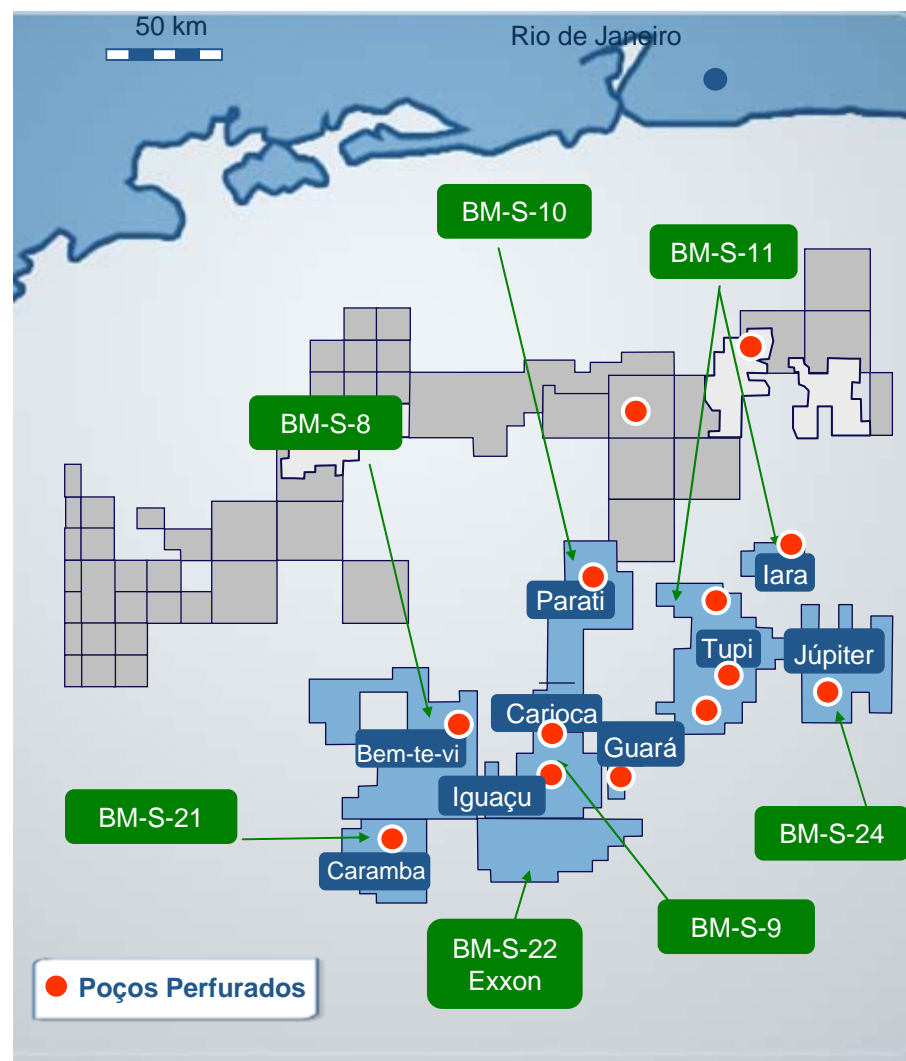 50 km
Rio de Janeiro
BM-S-10
BM-S-11
BM-S-8
Iara
Parati
Tupi
Júpiter
Carioca
Guará
Bem-te-vi
Iguaçu
BM-S-21
BM-S-24
Caramba
BM-S-9
BM-S-22
Exxon
Poços Perfurados